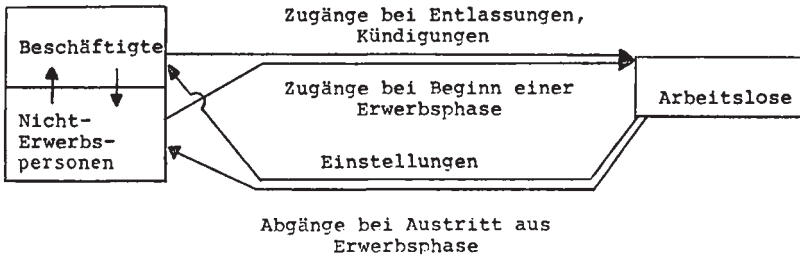 Zugänge bei Entlassungen,
Kündigungen
Beschäftigte
Zugänge bei Beginn einer
Erwerbsphase
Arbeitslose
Nicht-
Erwerbs-
personen
Einstellungen
Abgänge bei Austritt aus
Erwerbsphase